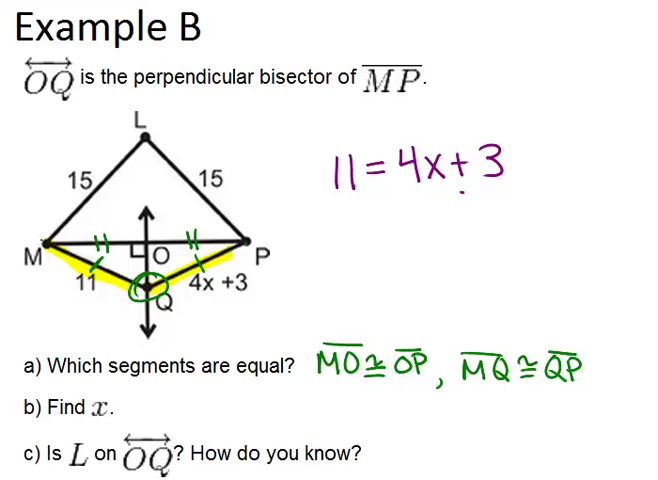 Example B
OQ is the perpendicular bisector of MP.
L
11 = 4x + 3
15 15
M O P
11 Q 4x +3
a) Which segments are equal? MO ≅ OP, MQ ≅ QP
b) Find x.
c) Is L on OQ? How do you know?